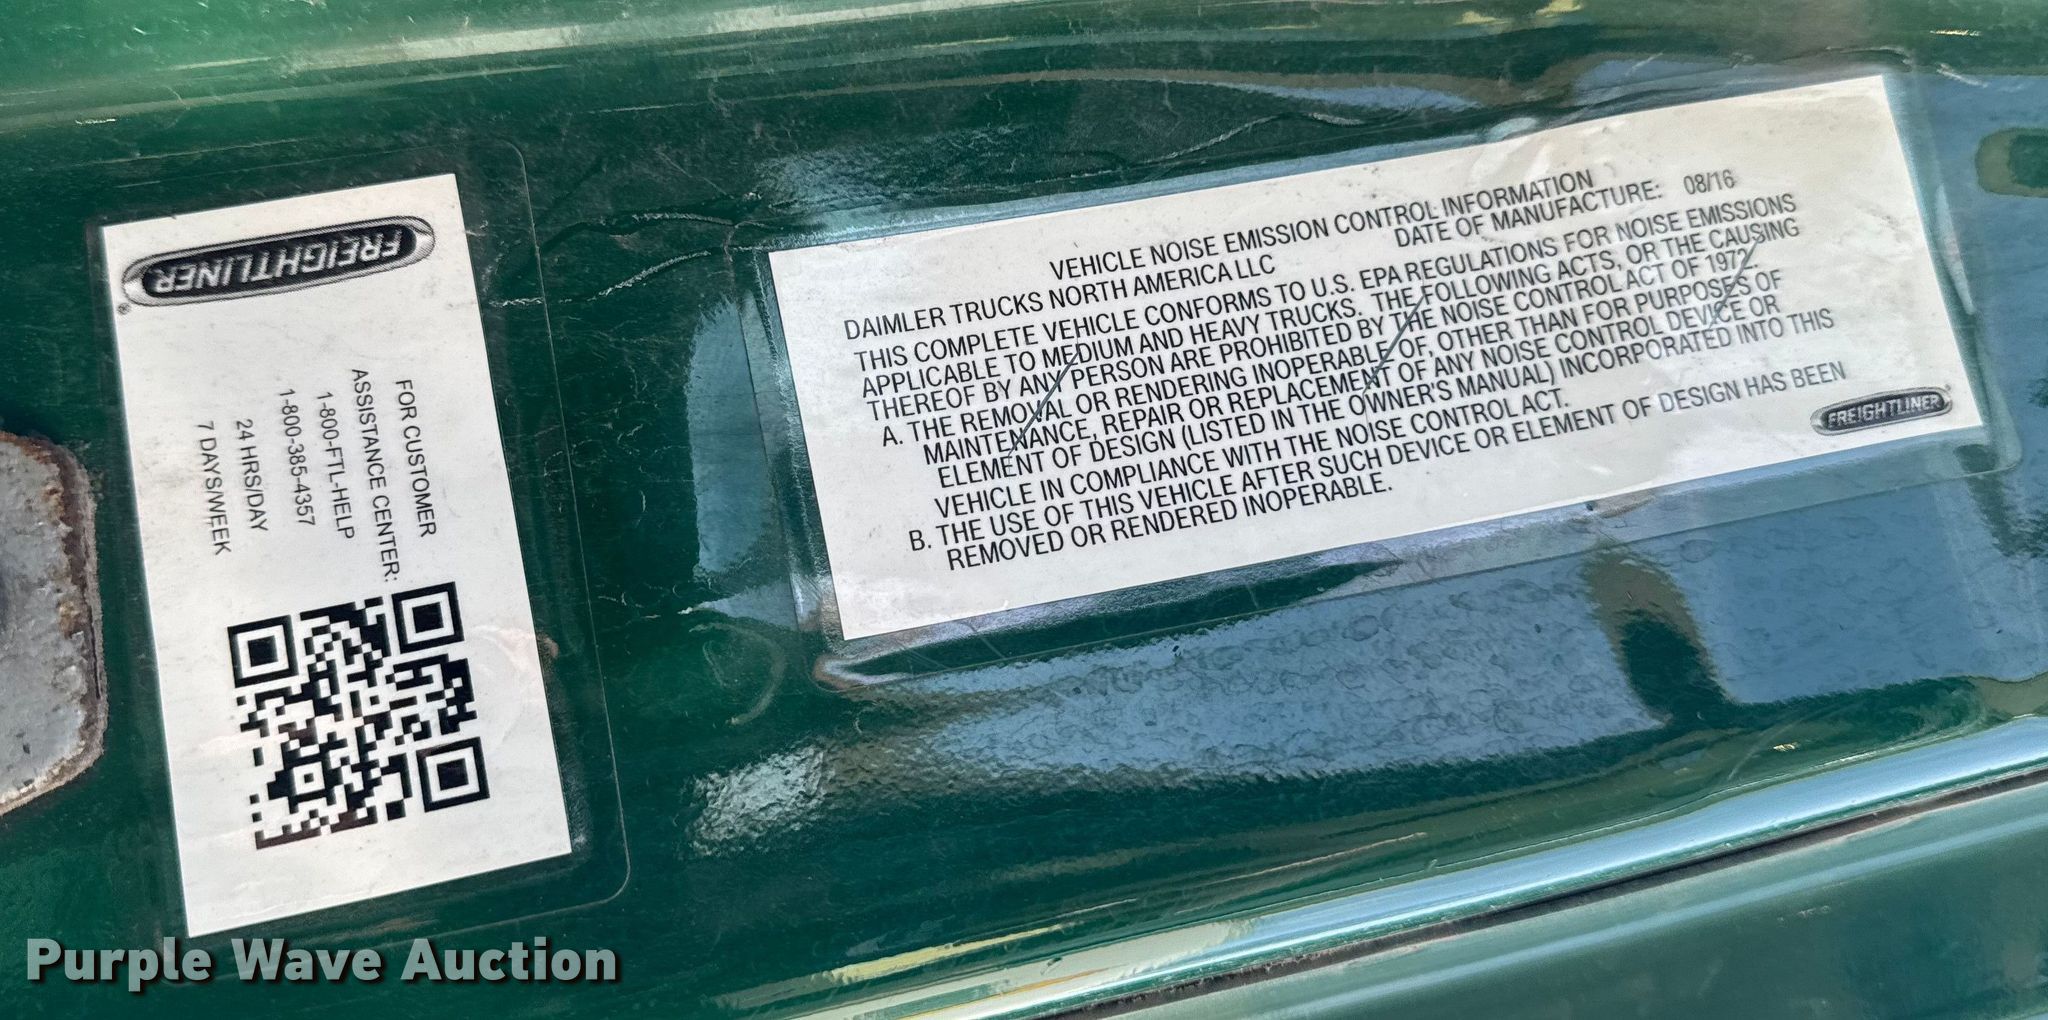 FREIGHTLINER®
FOR CUSTOMER
ASSISTANCE CENTER:
1-800-FTL-HELP
1-800-385-4357
24 HRS/DAY
7 DAYS/WEEK
VEHICLE NOISE EMISSION CONTROL INFORMATION
DAIMLER TRUCKS NORTH AMERICA LLC DATE OF MANUFACTURE: 08/16
THIS COMPLETE VEHICLE CONFORMS TO U.S. EPA REGULATIONS FOR NOISE EMISSIONS
APPLICABLE TO MEDIUM AND HEAVY TRUCKS. THE FOLLOWING ACTS, OR THE CAUSING
THEREOF BY ANY PERSON ARE PROHIBITED BY THE NOISE CONTROL ACT OF 1972
A. THE REMOVAL OR RENDERING INOPERABLE OF, OTHER THAN FOR PURPOSES OF
MAINTENANCE, REPAIR OR REPLACEMENT OF ANY NOISE CONTROL DEVICE OR
ELEMENT OF DESIGN (LISTED IN THE OWNER'S MANUAL) INCORPORATED INTO THIS
VEHICLE IN COMPLIANCE WITH THE NOISE CONTROL ACT.
B. THE USE OF THIS VEHICLE AFTER SUCH DEVICE OR ELEMENT OF DESIGN HAS BEEN
REMOVED OR RENDERED INOPERABLE.
FREIGHTLINER
Purple Wave Auction